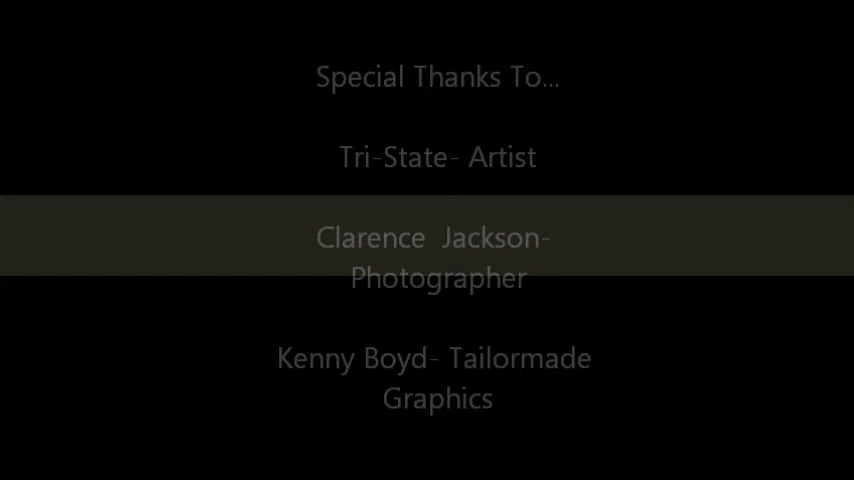 Special Thanks To...
Tri-State- Artist
Clarence  Jackson-
Photographer
Kenny Boyd- Tailormade
Graphics